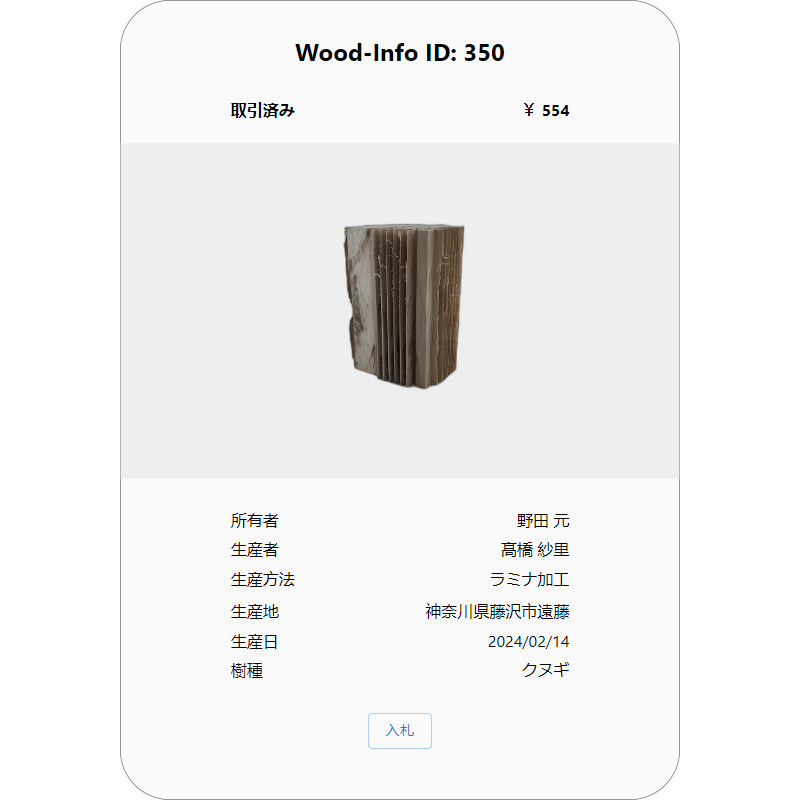 Wood-Info ID: 350
取引済み ￥ 554
所有者 野田 元
生産者 髙橋 紗里
生産方法 ラミナ加工
生産地 神奈川県藤沢市遠藤
生産日 2024/02/14
樹種 クヌギ
入札